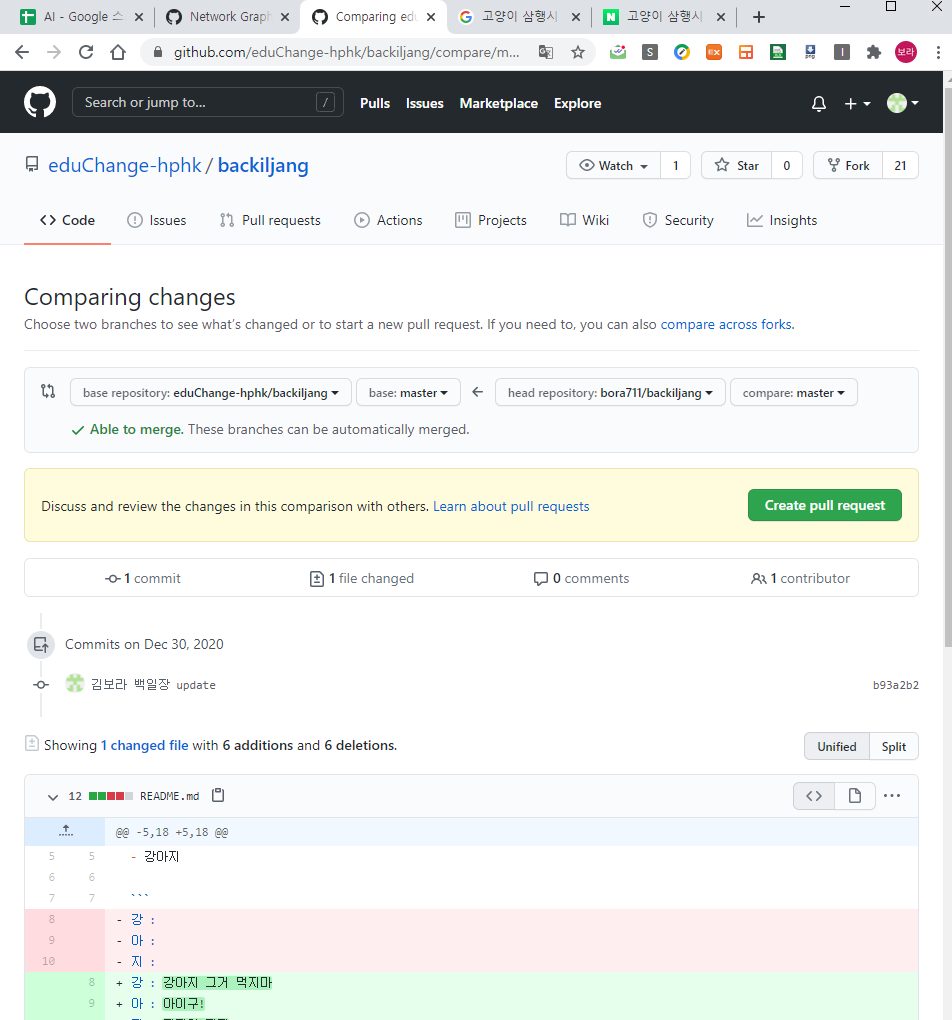 AI - Google 스
Network Grap
Comparing edu
고양이 삼행시
고양이 삼행시
github.com/eduChange-hphk/backiljang/compare/m...
보라
Search or jump to... /
Pulls Issues Marketplace Explore
eduChange-hphk / backiljang
Watch 1 Star 0 Fork 21
Code Issues Pull requests Actions Projects Wiki Security Insights
Comparing changes
Choose two branches to see what's changed or to start a new pull request. If you need to, you can also compare across forks.
base repository: eduChange-hphk/backiljang base: master head repository: bora711/backiljang compare: master
Able to merge. These branches can be automatically merged.
Discuss and review the changes in this comparison with others. Learn about pull requests
Create pull request
1 commit 1 file changed 0 comments 1 contributor
Commits on Dec 30, 2020
김보라 백일장 update b93a2b2
Showing 1 changed file with 6 additions and 6 deletions.
Unified Split
12 README.md
@@ -5,18 +5,18 @@
5 5 - 강아지
6 6
7 7 ```
8 - 강 :
9 - 아 :
10 - 지 :
8 + 강 : 강아지 그거 먹지마
9 + 아 : 아이구!